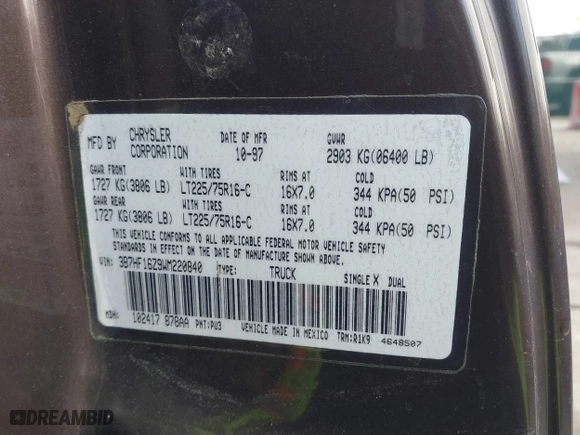 MFD BY CHRYSLER CORPORATION DATE OF MFR 10-97 GVWR 2903 KG(06400 LB)
GAWR FRONT WITH TIRES RIMS AT COLD
1727 KG(3806 LB) LT225/75R16-C 16X7.0 344 KPA(50 PSI)
GAWR REAR WITH TIRES RIMS AT COLD
1727 KG(3806 LB) LT225/75R16-C 16X7.0 344 KPA(50 PSI)
THIS VEHICLE CONFORMS TO ALL APPLICABLE FEDERAL MOTOR VEHICLE SAFETY
STANDARDS IN EFFECT ON THE DATE OF MANUFACTURE SHOWN ABOVE.
VIN: 3B7HF16Z9WM220840 TYPE: TRUCK SINGLE X DUAL
MDH: 102417 B78AA PNT:PU3 VEHICLE MADE IN MEXICO TRM:R1K9
4648507
DREAMBID